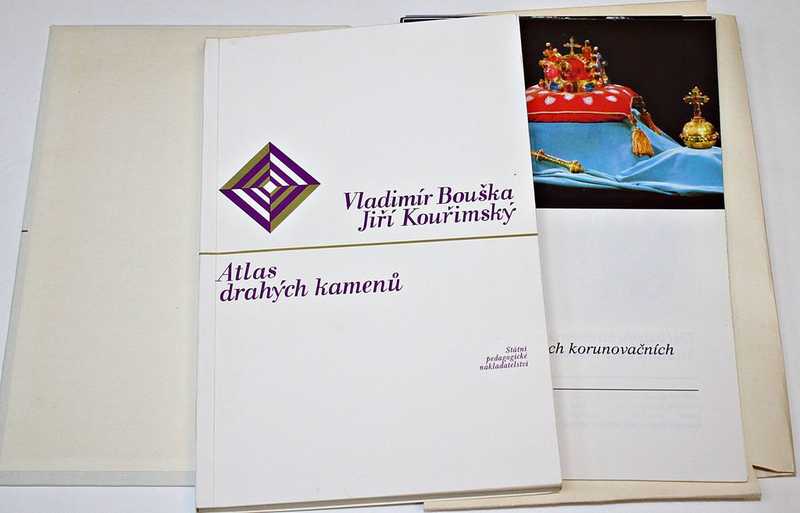 Vladimír Bouška
Jiří Kouřimský
Atlas
drahých kamenů
Státní
pedagogické
nakladatelství
ch korunovačních